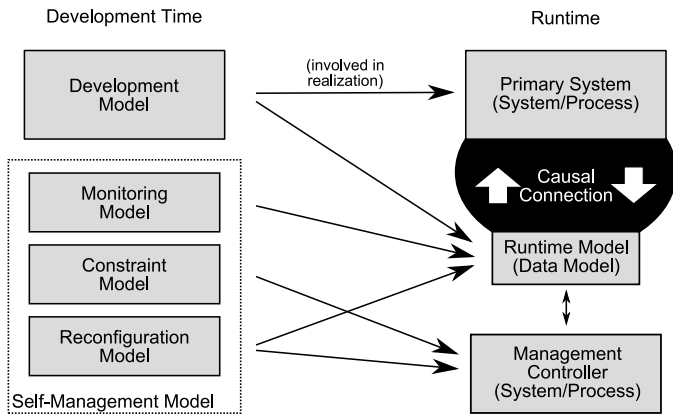 Development Time
Runtime
Development
Model
(involved in
realization)
Primary System
(System/Process)
Causal
Connection
Monitoring
Model
Runtime Model
(Data Model)
Constraint
Model
Reconfiguration
Model
Management
Controller
(System/Process)
Self-Management Model